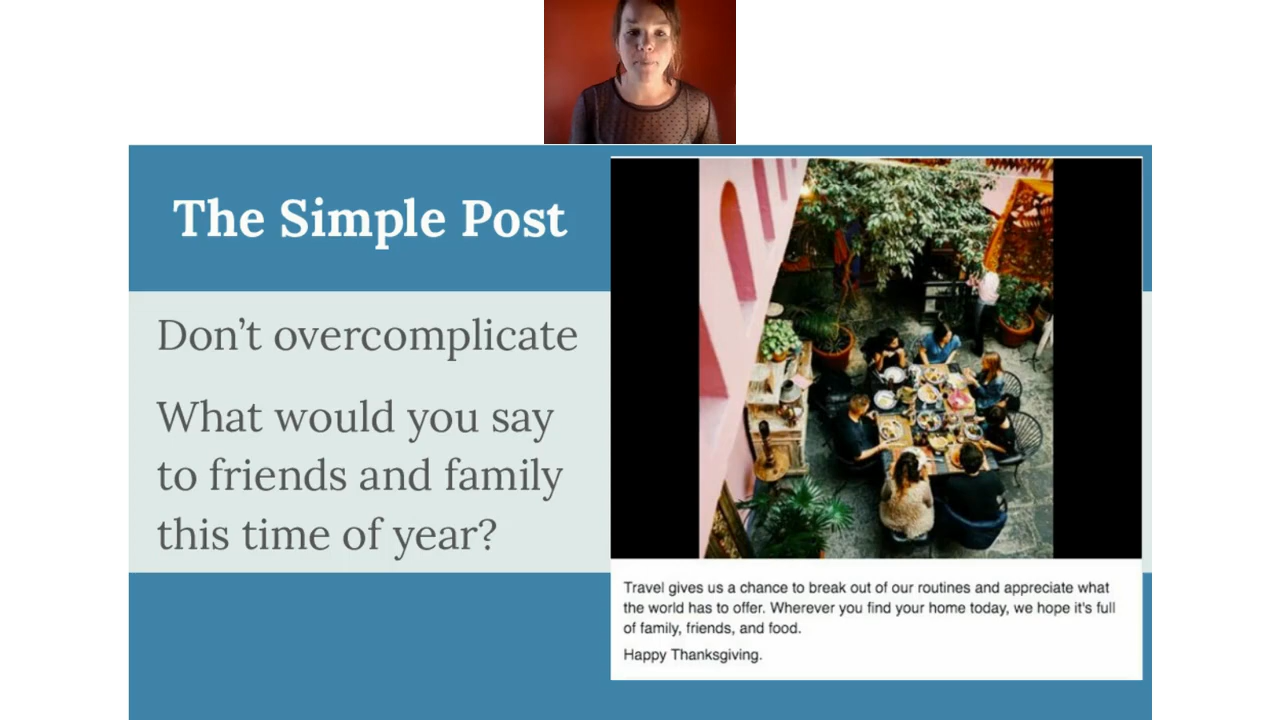 The Simple Post
Don’t overcomplicate
What would you say
to friends and family
this time of year?
Travel gives us a chance to break out of our routines and appreciate what
the world has to offer. Wherever you find your home today, we hope it's full
of family, friends, and food.
Happy Thanksgiving.